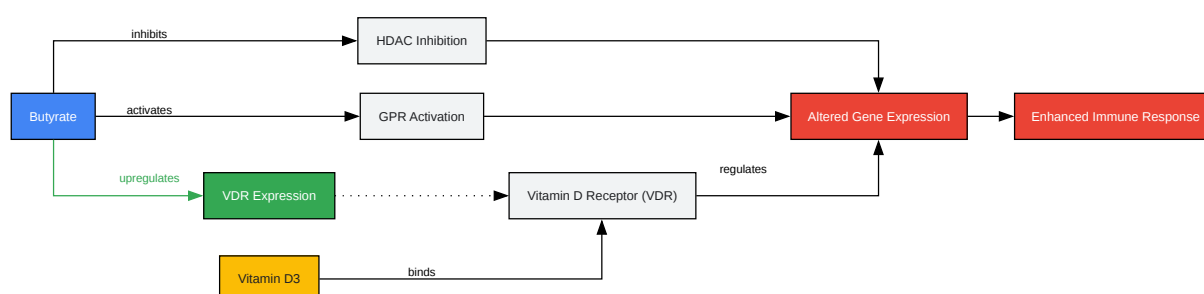 inhibits
HDAC Inhibition
Butyrate
activates
GPR Activation
Altered Gene Expression
Enhanced Immune Response
upregulates
VDR Expression
Vitamin D Receptor (VDR)
regulates
Vitamin D3
binds